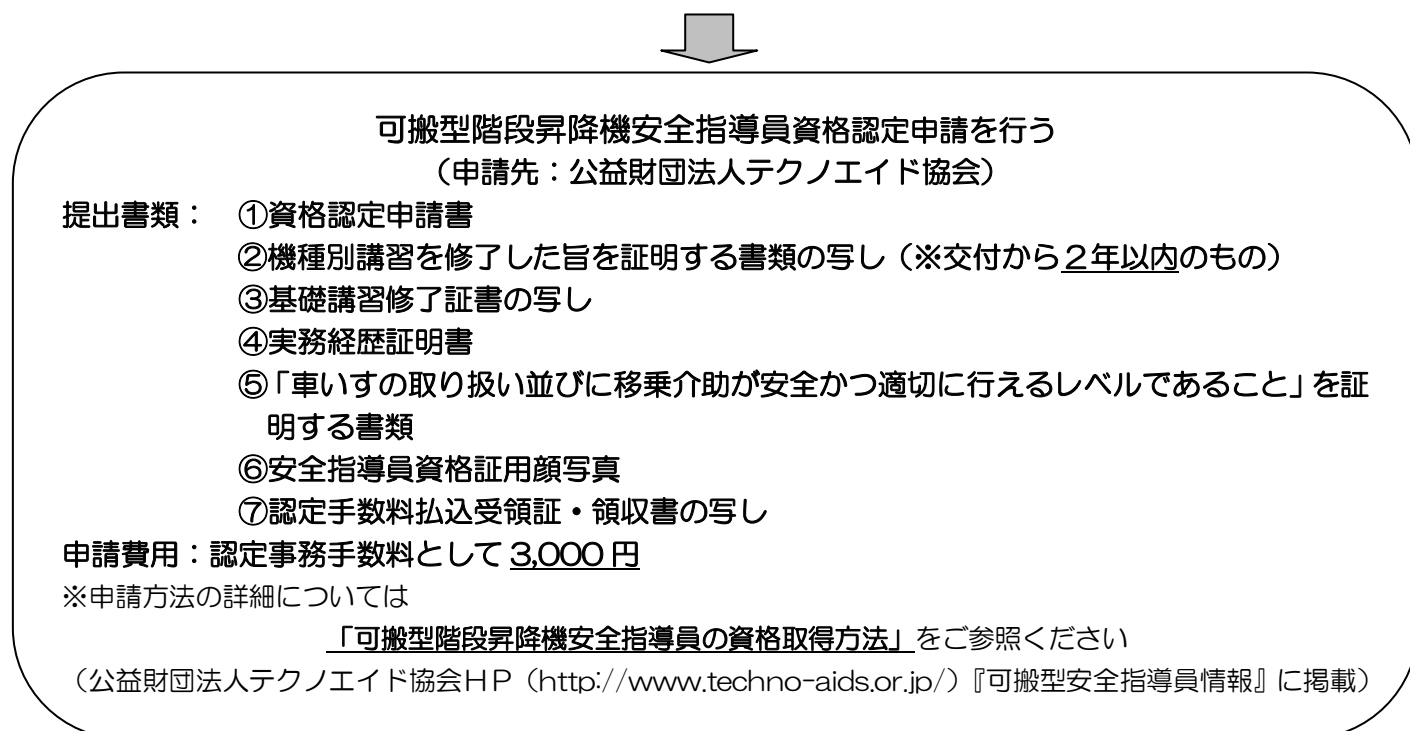 可搬型階段昇降機安全指導員資格認定申請を行う
（申請先：公益財団法人テクノエイド協会）
提出書類：　①資格認定申請書
②機種別講習を修了した旨を証明する書類の写し（※交付から２年以内のもの）
③基礎講習修了証書の写し
④実務経歴証明書
⑤「車いすの取り扱い並びに移乗介助が安全かつ適切に行えるレベルであること」を証
明する書類
⑥安全指導員資格証用顔写真
⑦認定手数料払込受領証・領収書の写し
申請費用：認定事務手数料として 3,000 円
※申請方法の詳細については
「可搬型階段昇降機安全指導員の資格取得方法」をご参照ください
（公益財団法人テクノエイド協会ＨＰ（http://www.techno-aids.or.jp/）『可搬型安全指導員情報』に掲載）